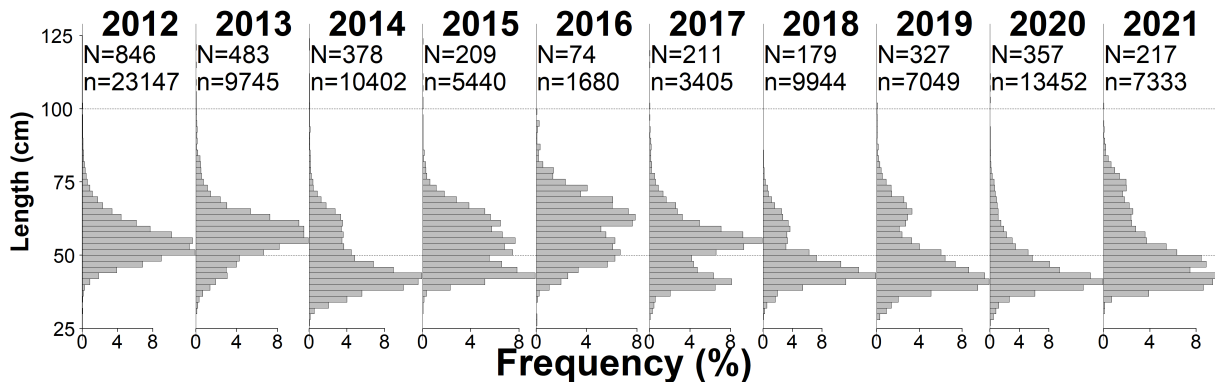 2012 2013 2014 2015 2016 2017 2018 2019 2020 2021
N=846 N=483 N=378 N=209 N=74 N=211 N=179 N=327 N=357 N=217
n=23147 n=9745 n=10402 n=5440 n=1680 n=3405 n=9944 n=7049 n=13452 n=7333
125
100
75
50
25
Length (cm)
0 4 8 0 4 8 0 4 8 0 4 8 0 4 8 0 4 8 0 4 8 0 4 8 0 4 8 0 4 8
Frequency (%)